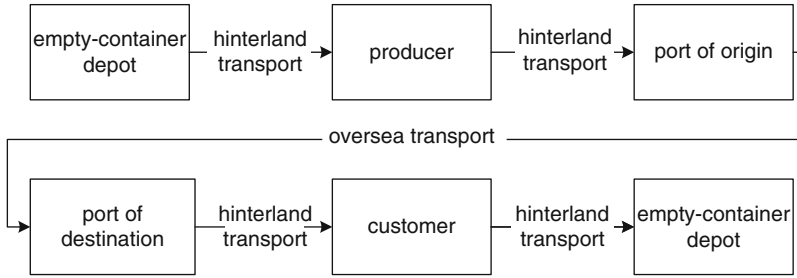 empty-container
depot
hinterland
transport
producer
hinterland
transport
port of origin
oversea transport
port of
destination
hinterland
transport
customer
hinterland
transport
empty-container
depot